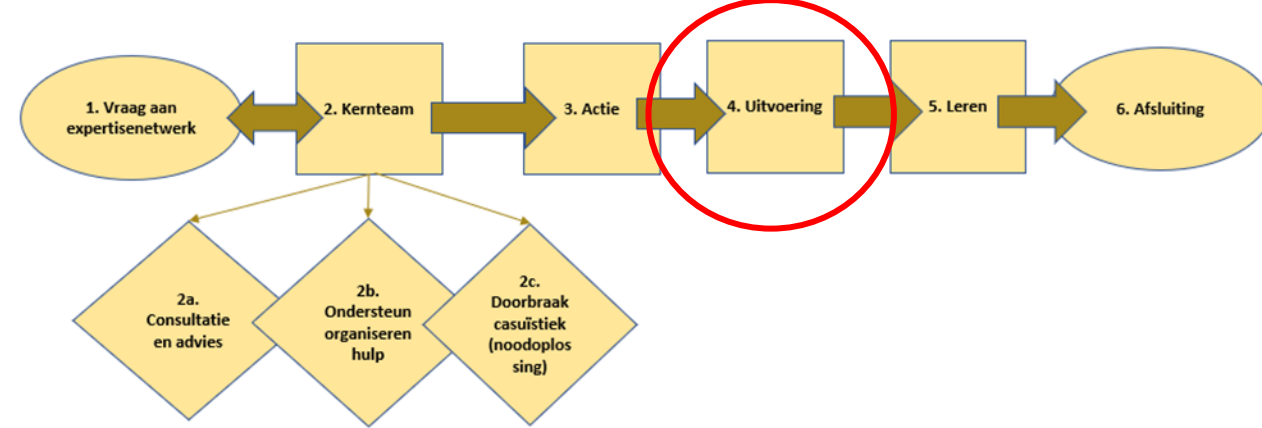 1. Vraag aan
expertisenetwerk
2. Kernteam
3. Actie
4. Uitvoering
5. Leren
6. Afsluiting
2a.
Consultatie
en advies
2b.
Ondersteun
organiseren
hulp
2c.
Doorbraak
casuïstiek
(noodoplos
sing)